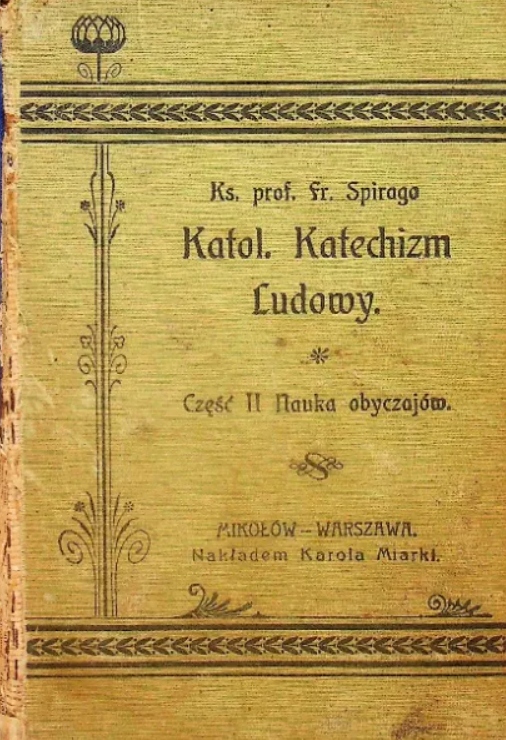 Ks. prof. Fr. Spirago
Katol. Katechizm
Ludowy.
Część II Nauka obyczajów.
MIKOŁÓW – WARSZAWA.
Nakładem Karola Miarki.